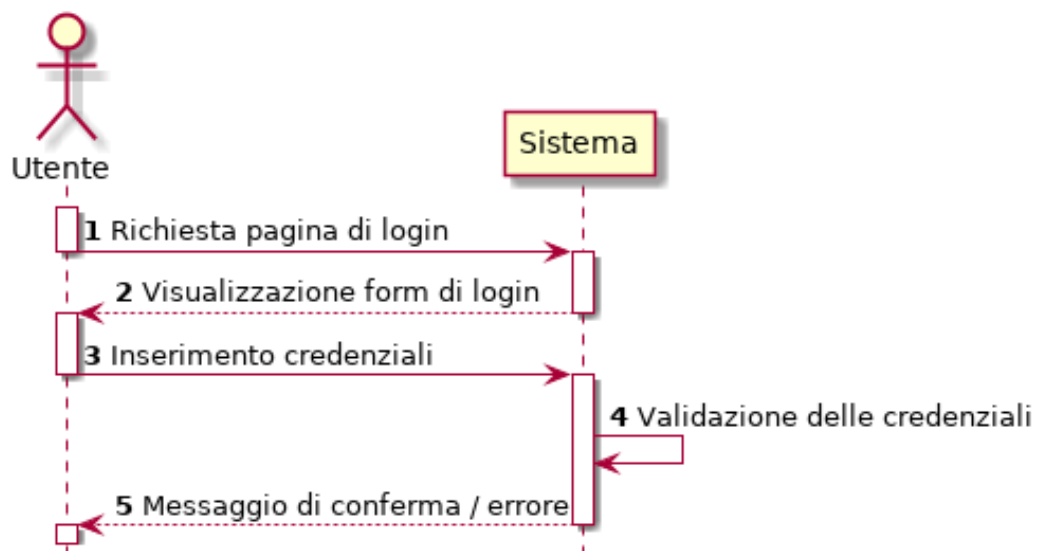 Utente
Sistema
1 Richiesta pagina di login
2 Visualizzazione form di login
3 Inserimento credenziali
4 Validazione delle credenziali
5 Messaggio di conferma / errore